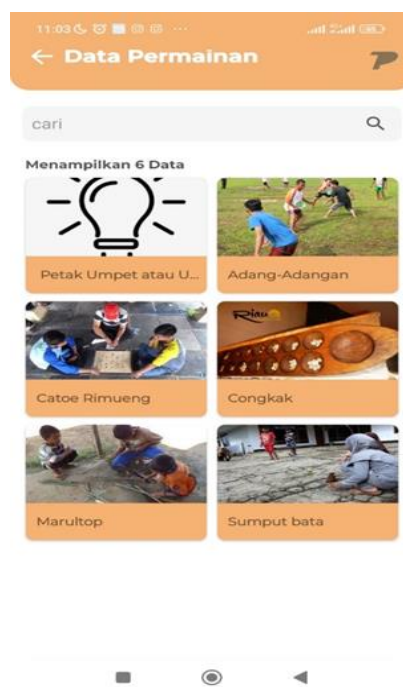 11:03
← Data Permainan
cari
Menampilkan 6 Data
Petak Umpet atau U...
Adang-Adangan
Catoe Rimueng
Riau
Congkak
Marultop
Sumput bata